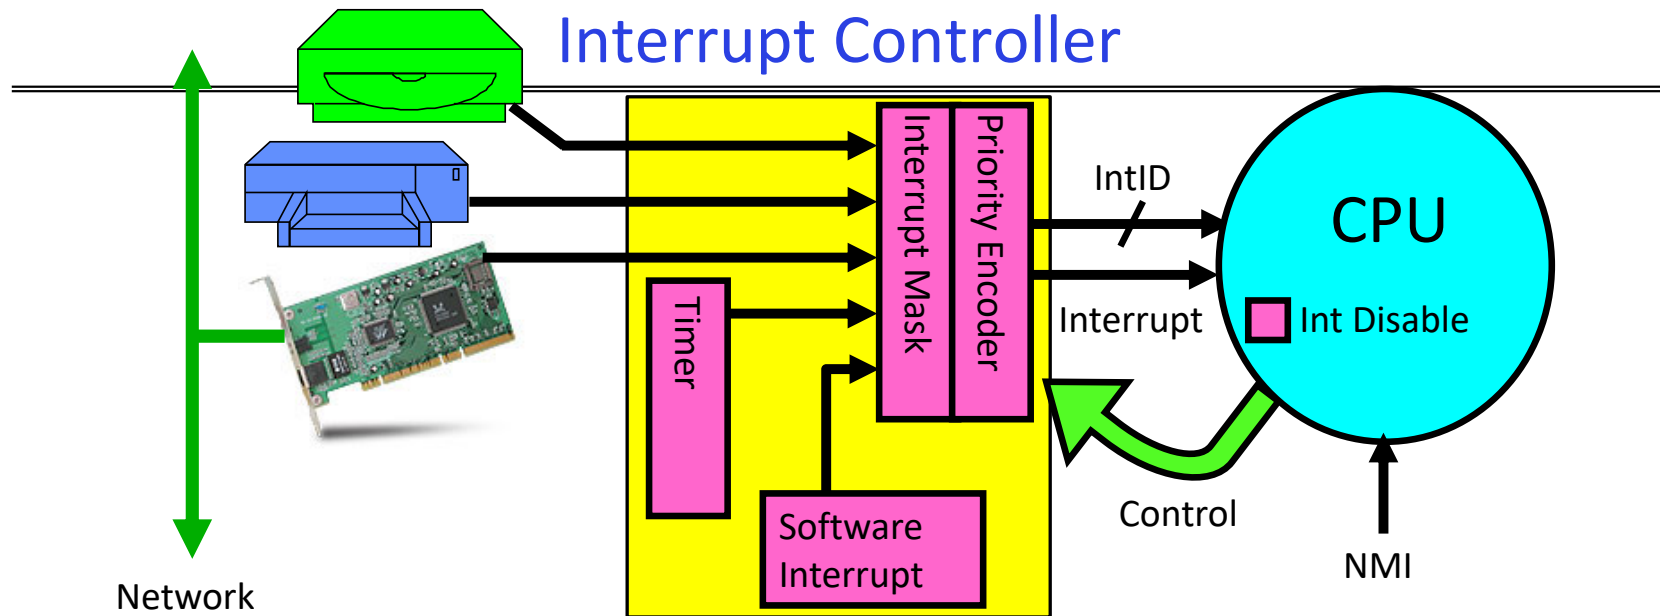 Interrupt Controller
Interrupt Mask
Priority Encoder
IntID
CPU
Interrupt
Int Disable
Timer
Control
Software
Interrupt
NMI
Network